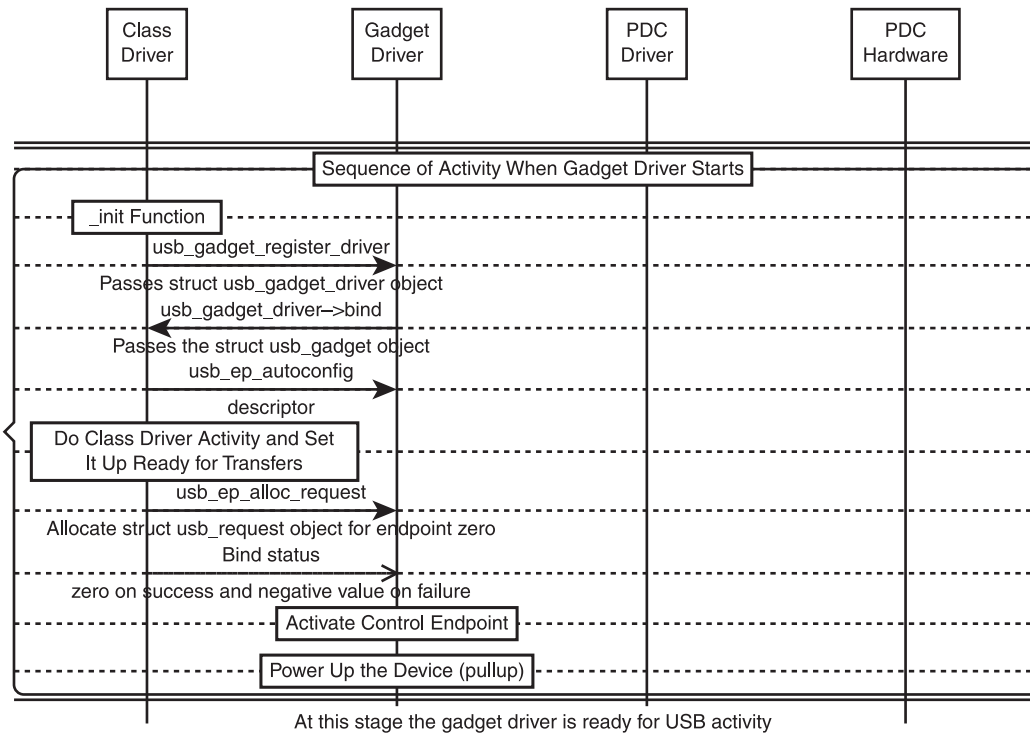 Class
Driver
Gadget
Driver
PDC
Driver
PDC
Hardware
Sequence of Activity When Gadget Driver Starts
_init Function
usb_gadget_register_driver
Passes struct usb_gadget_driver object
usb_gadget_driver–>bind
Passes the struct usb_gadget object
usb_ep_autoconfig
descriptor
Do Class Driver Activity and Set
It Up Ready for Transfers
usb_ep_alloc_request
Allocate struct usb_request object for endpoint zero
Bind status
zero on success and negative value on failure
Activate Control Endpoint
Power Up the Device (pullup)
At this stage the gadget driver is ready for USB activity